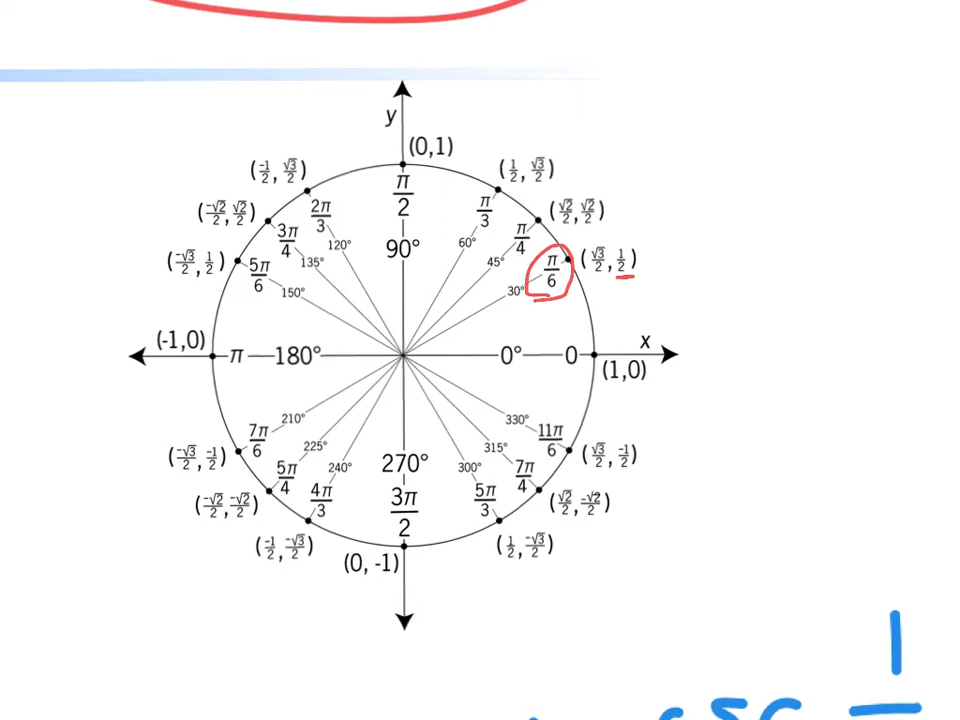 y
(0,1)
(-1/2, √3/2)
(1/2, √3/2)
(-√2/2, √2/2)
2π/3
π/2
π/3
(√2/2, √2/2)
3π/4
120°
90°
60°
π/4
(-√3/2, 1/2)
5π/6
135°
45°
π/6
(√3/2, 1/2)
150°
30°
(-1,0)
π
180°
0°
0
x
(1,0)
210°
330°
(-√3/2, -1/2)
7π/6
225°
315°
11π/6
(√3/2, -1/2)
5π/4
240°
270°
300°
7π/4
(-√2/2, -√2/2)
4π/3
3π/2
5π/3
(√2/2, -√2/2)
(-1/2, -√3/2)
(0, -1)
(1/2, -√3/2)
1
csc